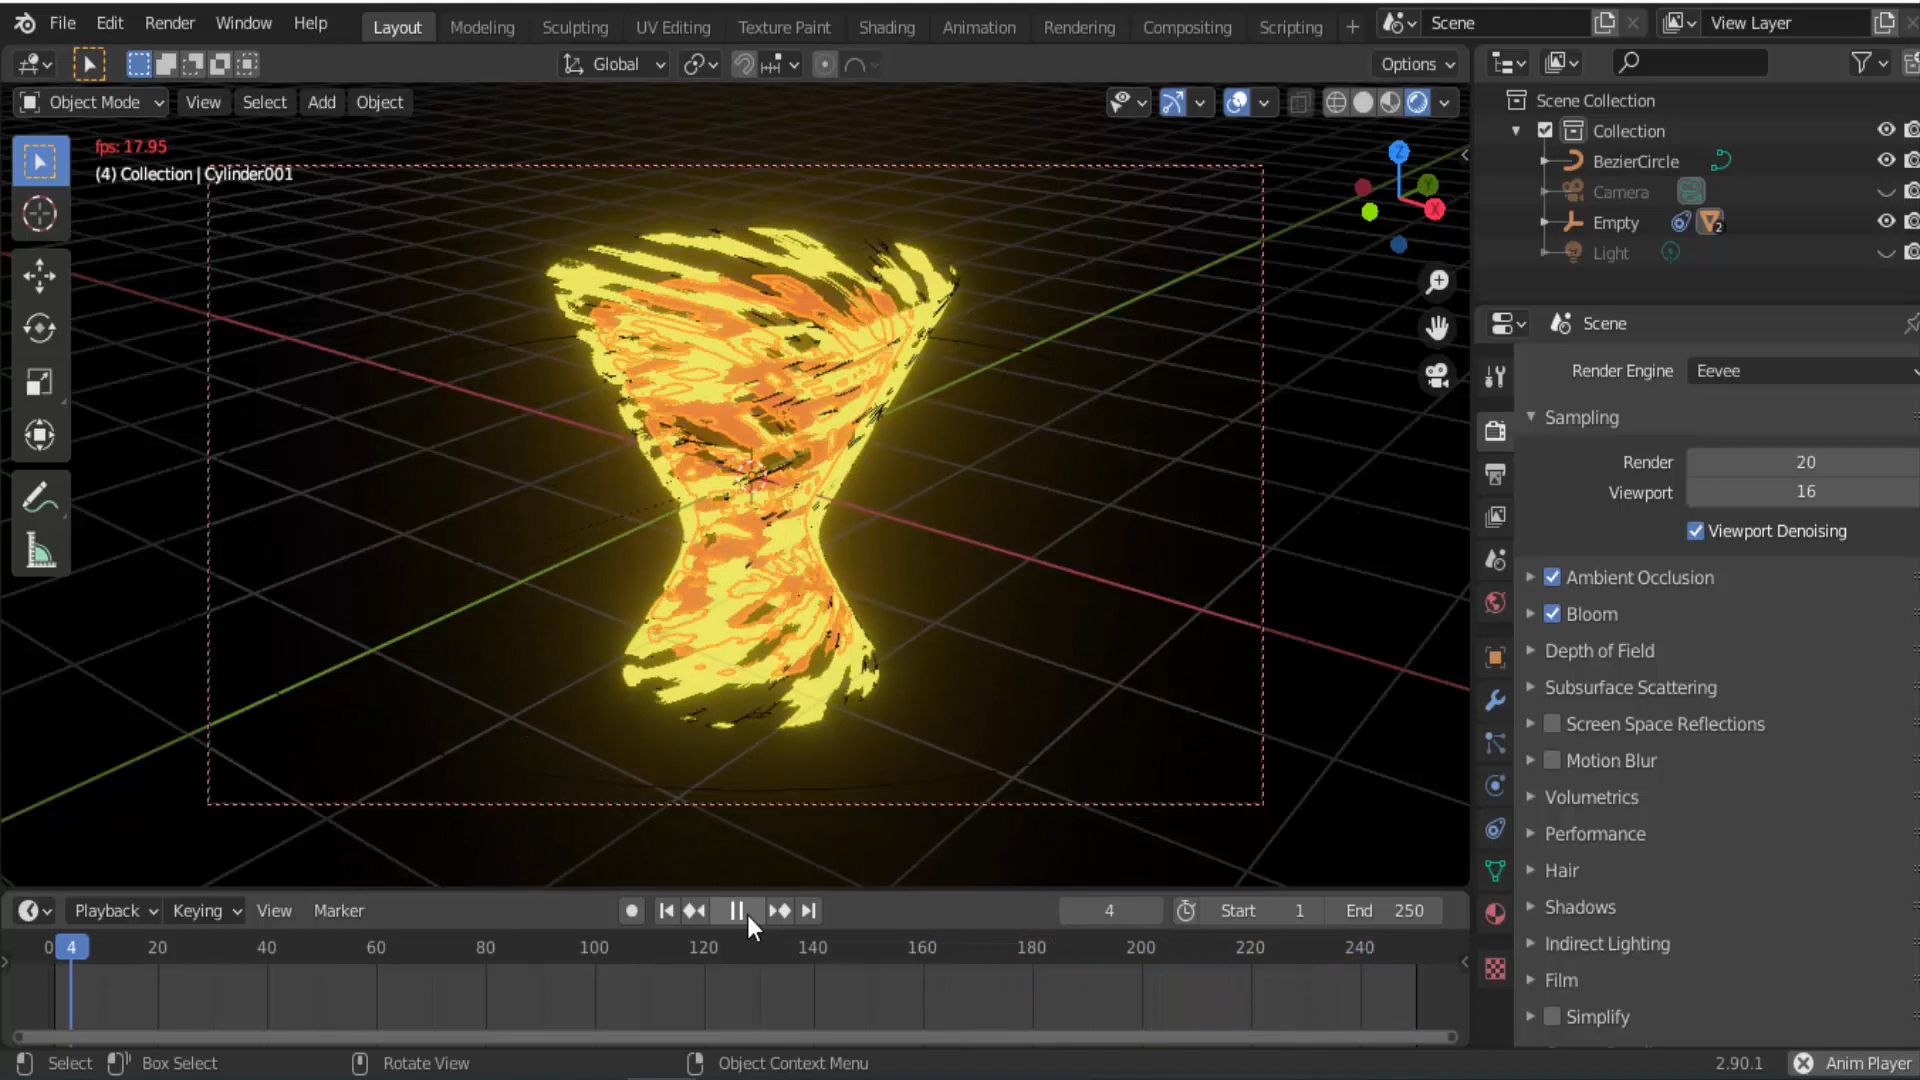 File Edit Render Window Help Layout Modeling Sculpting UV Editing Texture Paint Shading Animation Rendering Compositing Scripting + Scene View Layer
Global Options
Object Mode View Select Add Object
fps: 17.95
(4) Collection | Cylinder.001
Z
Y
X
Scene Collection
Collection
BezierCircle
Camera
Empty 2
Light
Scene
Render Engine Eevee
Sampling
Render 20
Viewport 16
Viewport Denoising
Ambient Occlusion
Bloom
Depth of Field
Subsurface Scattering
Screen Space Reflections
Motion Blur
Volumetrics
Performance
Hair
Shadows
Indirect Lighting
Film
Simplify
Playback Keying View Marker 4 Start 1 End 250
0 4 20 40 60 80 100 120 140 160 180 200 220 240
Select Box Select Rotate View Object Context Menu 2.90.1 Anim Player